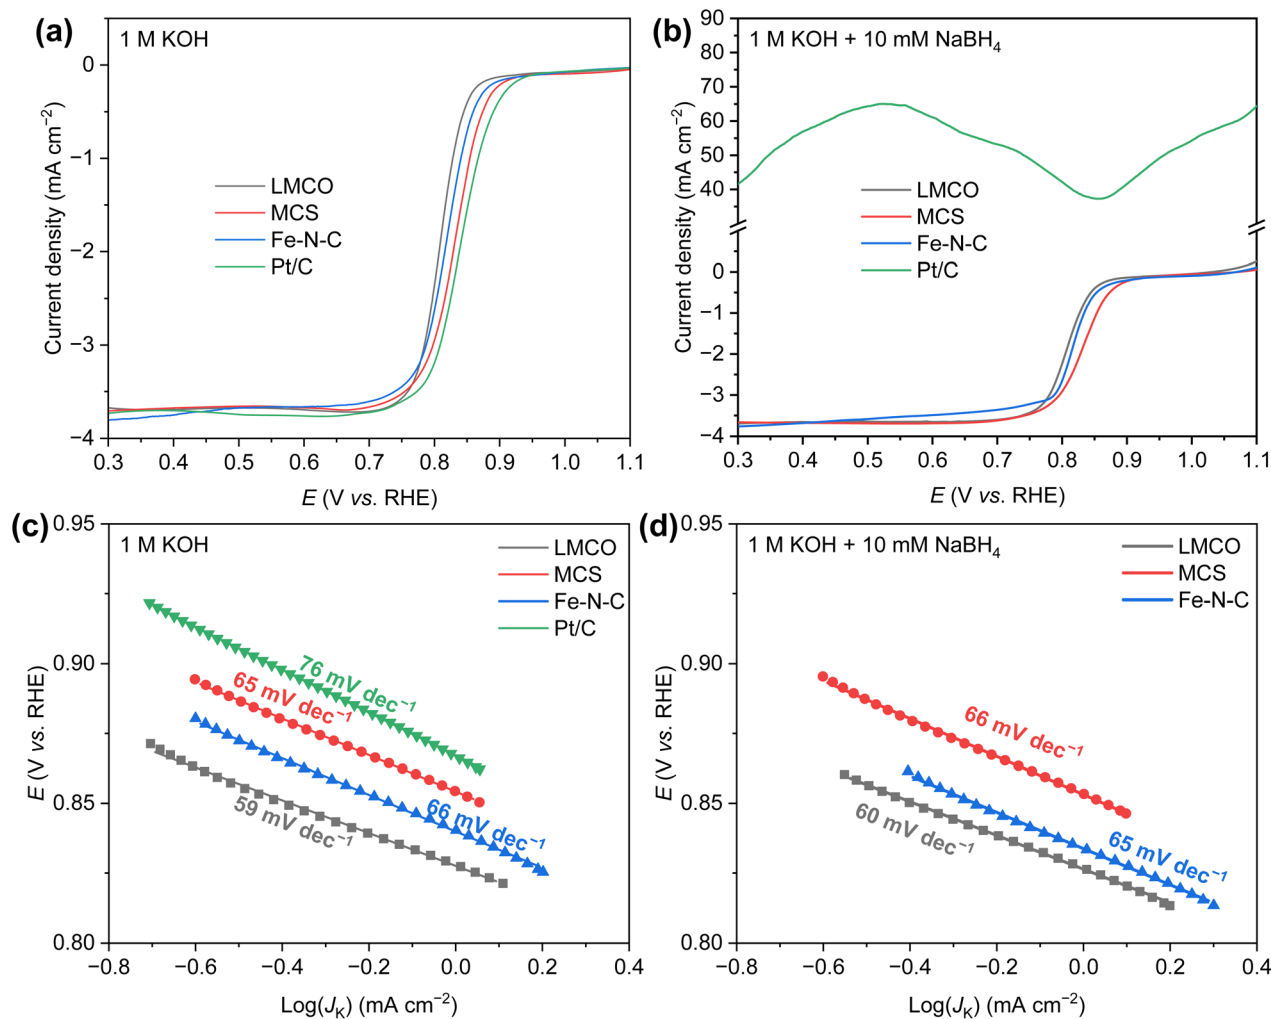 (a)
1 M KOH
0
−1
−2
−3
−4
Current density (mA cm⁻²)
LMCO
MCS
Fe-N-C
Pt/C
0.3 0.4 0.5 0.6 0.7 0.8 0.9 1.0 1.1
E (V vs. RHE)
(b)
1 M KOH + 10 mM NaBH₄
90
80
70
60
50
40
0
−1
−2
−3
−4
Current density (mA cm⁻²)
LMCO
MCS
Fe-N-C
Pt/C
0.3 0.4 0.5 0.6 0.7 0.8 0.9 1.0 1.1
E (V vs. RHE)
(c)
1 M KOH
0.95
0.90
0.85
0.80
E (V vs. RHE)
LMCO
MCS
Fe-N-C
Pt/C
76 mV dec⁻¹
65 mV dec⁻¹
66 mV dec⁻¹
59 mV dec⁻¹
−0.8 −0.6 −0.4 −0.2 0.0 0.2 0.4
Log(J_K) (mA cm⁻²)
(d)
1 M KOH + 10 mM NaBH₄
0.95
0.90
0.85
0.80
E (V vs. RHE)
LMCO
MCS
Fe-N-C
66 mV dec⁻¹
60 mV dec⁻¹
65 mV dec⁻¹
−0.8 −0.6 −0.4 −0.2 0.0 0.2 0.4
Log(J_K) (mA cm⁻²)